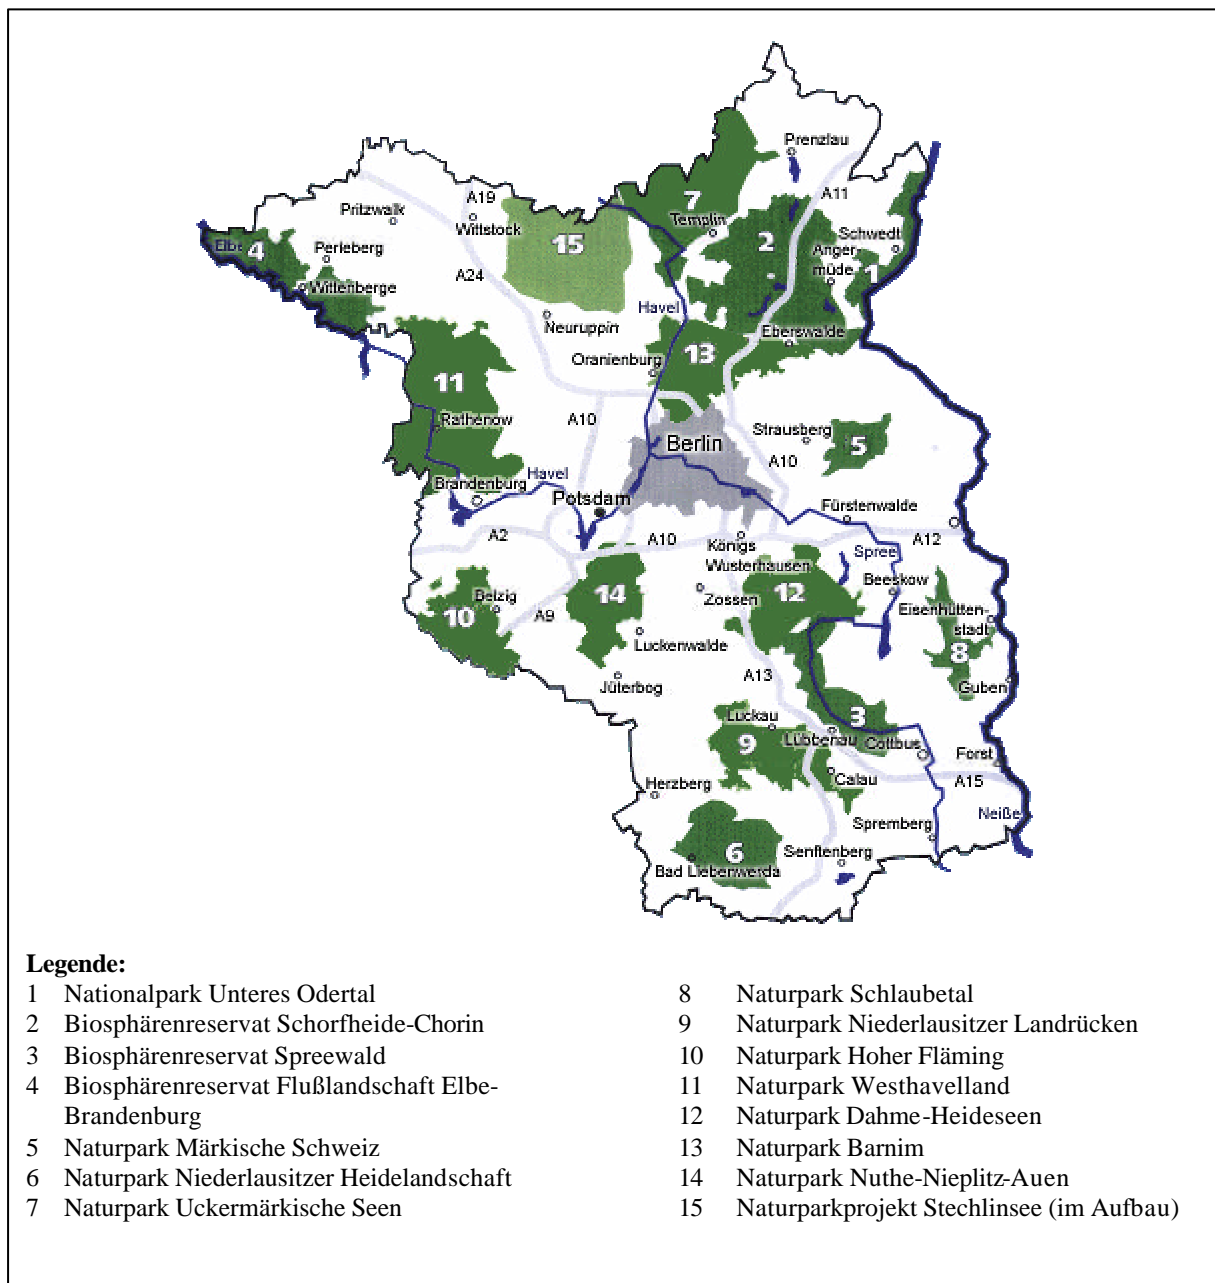 Prenzlau
A19
7
A11
Pritzwalk
Wittstock
Templin
Schwedt
15
2
Elbe
4
Perleberg
Anger-
müde
1
A24
Wittenberge
Havel
Neuruppin
Eberswalde
Oranienburg
13
11
Rathenow
A10
Berlin
Strausberg
5
A10
Havel
Brandenburg
Potsdam
Fürstenwalde
A2
A10
Königs
Wusterhausen
A12
Spree
Beeskow
10
Belzig
A9
14
Zossen
12
Eisenhütten-
stadt
Luckenwalde
8
Jüterbog
A13
Guben
Luckau
3
9
Lübbenau
Cottbus
Forst
Herzberg
Calau
A15
Neiße
Spremberg
6
Senftenberg
Bad Liebenwerda
Legende:
1 Nationalpark Unteres Odertal
2 Biosphärenreservat Schorfheide-Chorin
3 Biosphärenreservat Spreewald
4 Biosphärenreservat Flußlandschaft Elbe-
Brandenburg
5 Naturpark Märkische Schweiz
6 Naturpark Niederlausitzer Heidelandschaft
7 Naturpark Uckermärkische Seen
8 Naturpark Schlaubetal
9 Naturpark Niederlausitzer Landrücken
10 Naturpark Hoher Fläming
11 Naturpark Westhavelland
12 Naturpark Dahme-Heideseen
13 Naturpark Barnim
14 Naturpark Nuthe-Nieplitz-Auen
15 Naturparkprojekt Stechlinsee (im Aufbau)